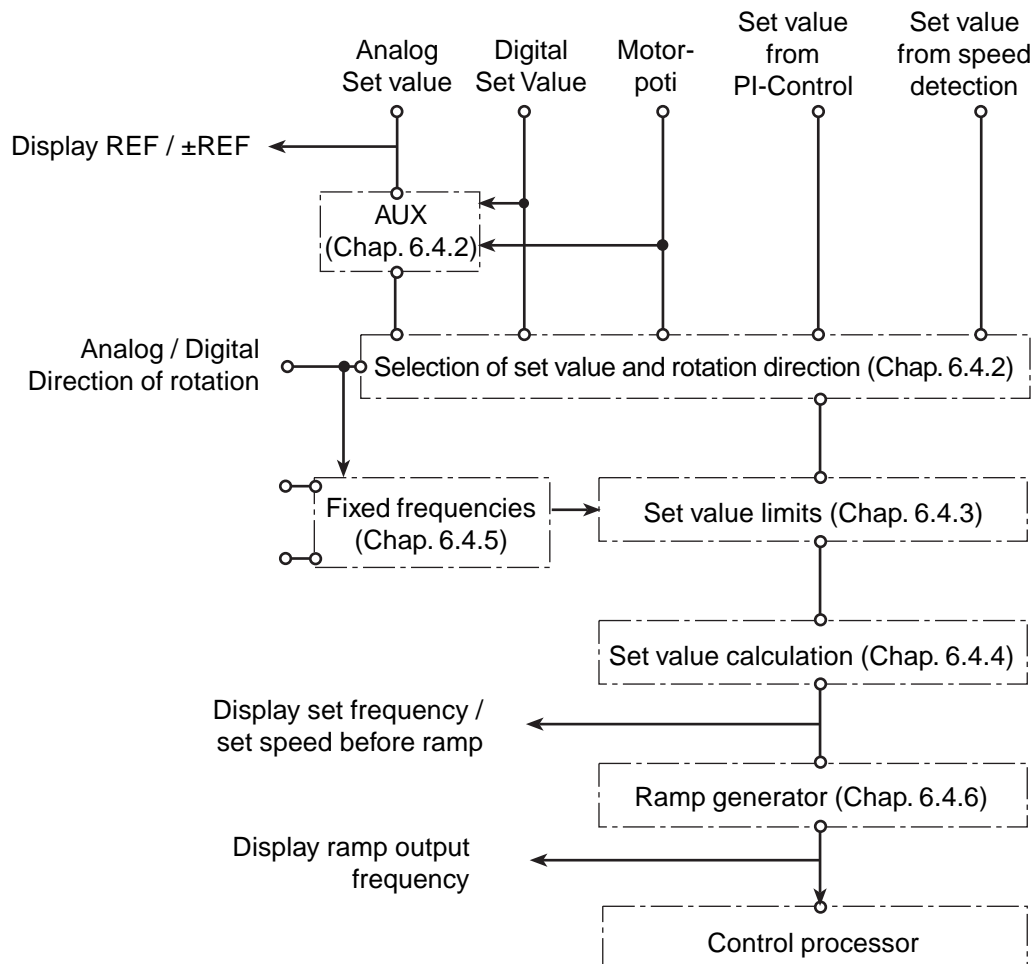 Analog
Set value
Digital
Set Value
Motor-
poti
Set value
from
PI-Control
Set value
from speed
detection
Display REF / ±REF
AUX
(Chap. 6.4.2)
Analog / Digital
Direction of rotation
Selection of set value and rotation direction (Chap. 6.4.2)
Fixed frequencies
(Chap. 6.4.5)
Set value limits (Chap. 6.4.3)
Set value calculation (Chap. 6.4.4)
Display set frequency /
set speed before ramp
Ramp generator (Chap. 6.4.6)
Display ramp output
frequency
Control processor